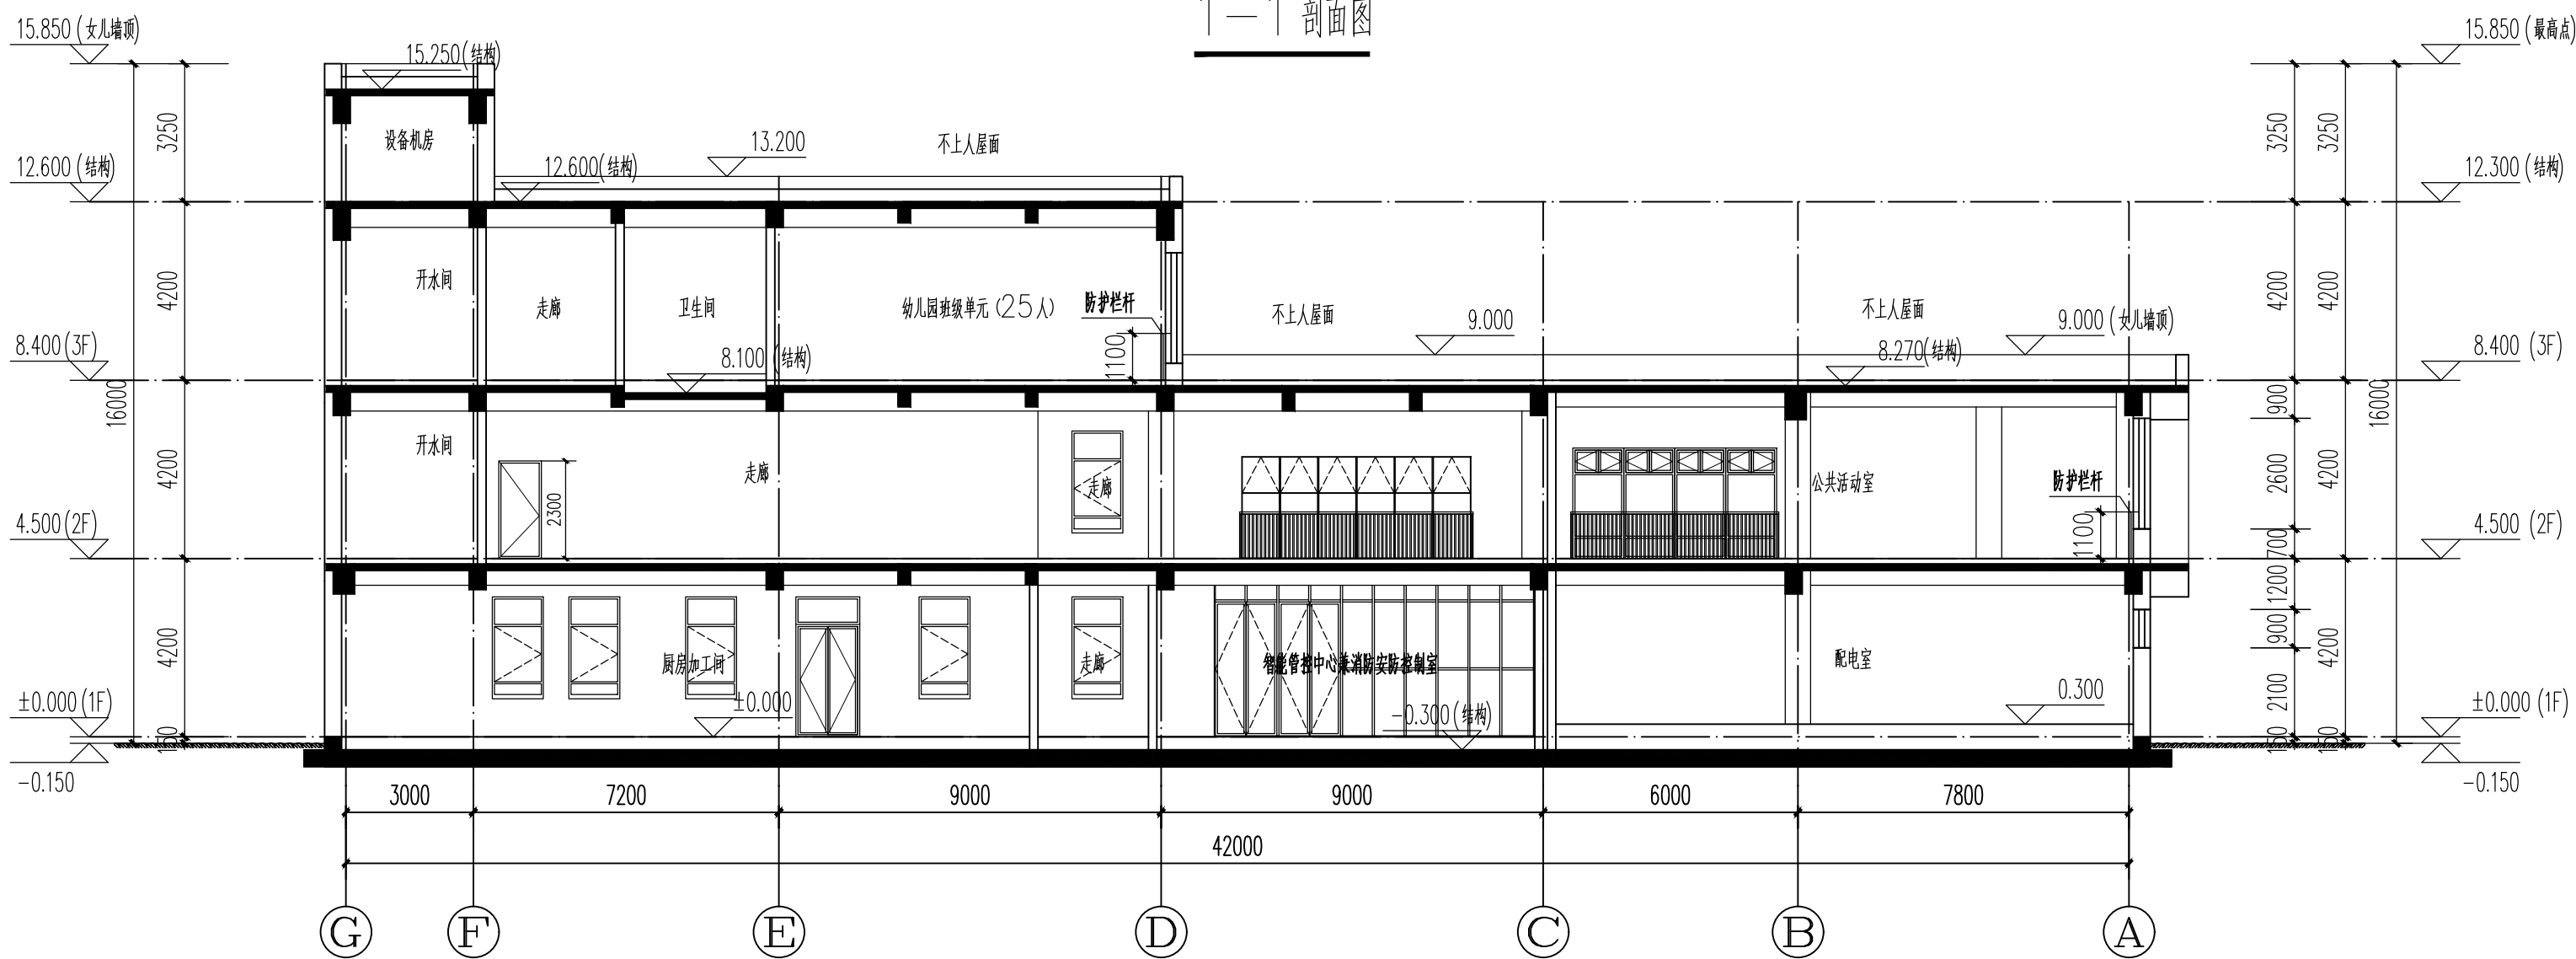 1—1 剖面图
15.850 (女儿墙顶)
15.250 (结构)
15.850 (最高点)
设备机房
3250
3250
3250
13.200
不上人屋面
12.600 (结构)
12.600 (结构)
12.300 (结构)
开水间
走廊
卫生间
幼儿园班级单元 (25人)
防护栏杆
1100
4200
4200
4200
不上人屋面
9.000
不上人屋面
9.000 (女儿墙顶)
8.270 (结构)
8.100 (结构)
8.400 (3F)
8.400 (3F)
16000
16000
开水间
走廊
2300
走廊
公共活动室
防护栏杆
1100
4200
900
2600
700
4200
4.500 (2F)
4.500 (2F)
厨房加工间
走廊
智能管控中心兼消防安防控制室
配电室
4200
1200
900
2100
4200
±0.000
-0.300 (结构)
0.300
±0.000 (1F)
±0.000 (1F)
150
150
150
-0.150
-0.150
3000
7200
9000
9000
6000
7800
42000
G
F
E
D
C
B
A